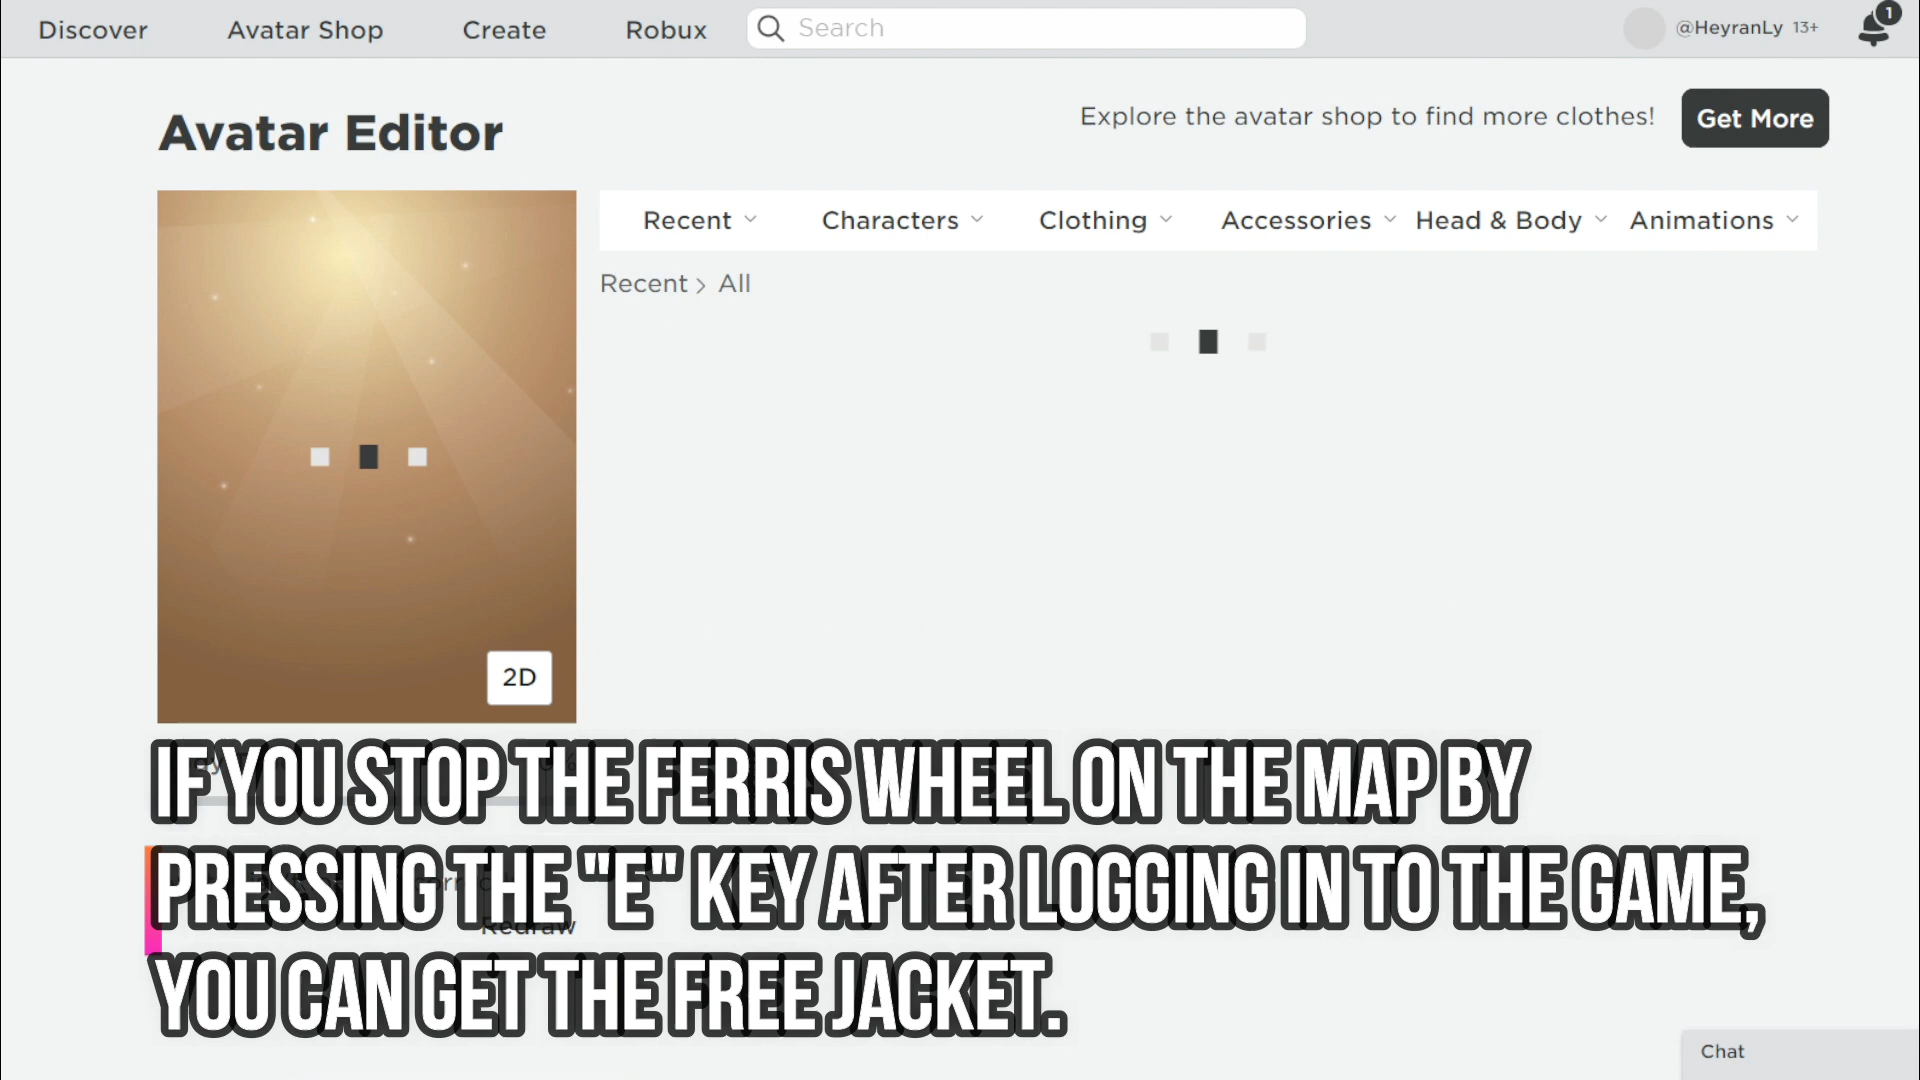 Discover Avatar Shop Create Robux Search @HeyranLy 13+ 1
Avatar Editor
Explore the avatar shop to find more clothes! Get More
Recent Characters Clothing Accessories Head & Body Animations
Recent > All
2D
IF YOU STOP THE FERRIS WHEEL ON THE MAP BY
PRESSING THE "E" KEY AFTER LOGGING IN TO THE GAME,
Redraw
YOU CAN GET THE FREE JACKET.
Chat